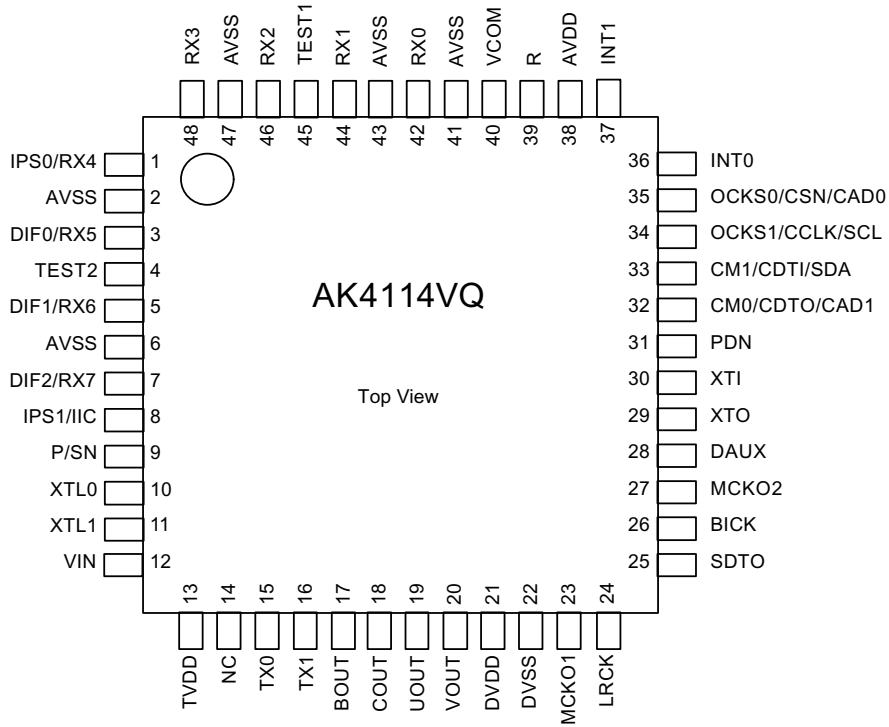 RX3 AVSS RX2 TEST1 RX1 AVSS RX0 AVSS VCOM R AVDD INT1
48 47 46 45 44 43 42 41 40 39 38 37
IPS0/RX4 1 36 INT0
AVSS 2 35 OCKS0/CSN/CAD0
DIF0/RX5 3 34 OCKS1/CCLK/SCL
TEST2 4 33 CM1/CDTI/SDA
DIF1/RX6 5 32 CM0/CDTO/CAD1
AK4114VQ
AVSS 6 31 PDN
DIF2/RX7 7 30 XTI
Top View
IPS1/IIC 8 29 XTO
P/SN 9 28 DAUX
XTL0 10 27 MCKO2
XTL1 11 26 BICK
VIN 12 25 SDTO
13 14 15 16 17 18 19 20 21 22 23 24
TVDD NC TX0 TX1 BOUT COUT UOUT VOUT DVDD DVSS MCKO1 LRCK